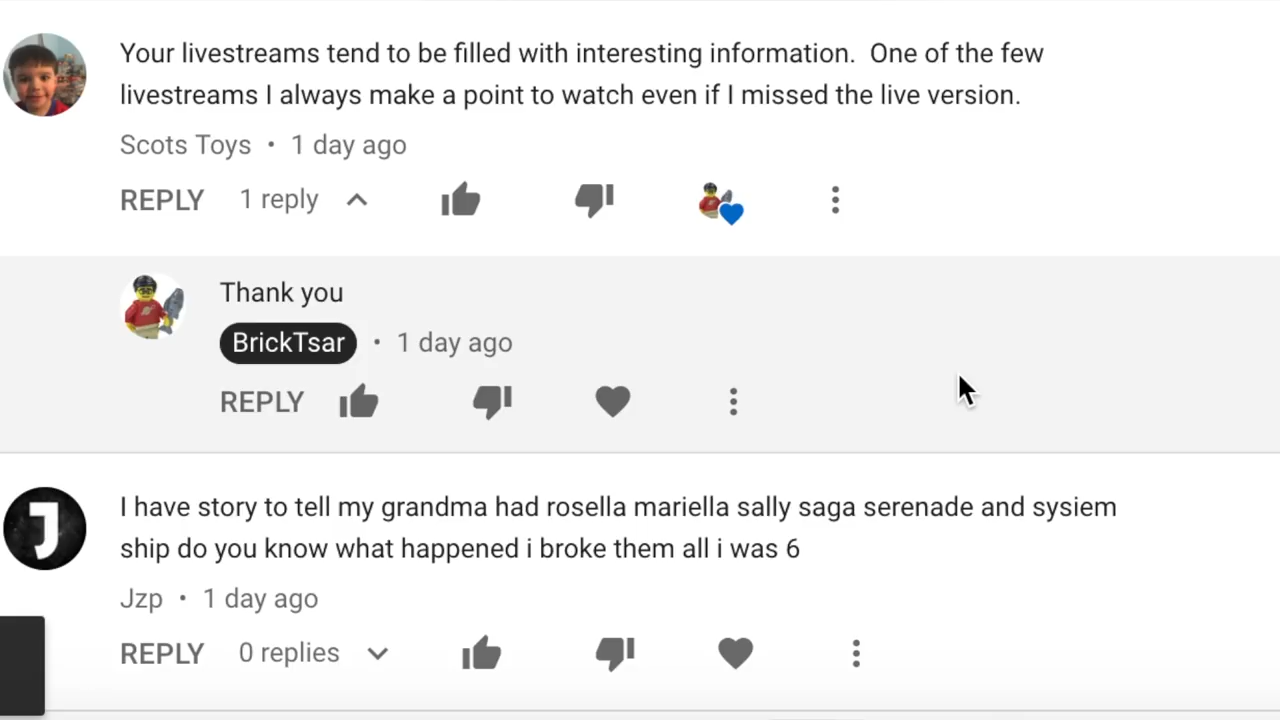 Your livestreams tend to be filled with interesting information.  One of the few
livestreams I always make a point to watch even if I missed the live version.
Scots Toys • 1 day ago
REPLY 1 reply
Thank you
BrickTsar • 1 day ago
REPLY
I have story to tell my grandma had rosella mariella sally saga serenade and sysiem
ship do you know what happened i broke them all i was 6
Jzp • 1 day ago
REPLY 0 replies